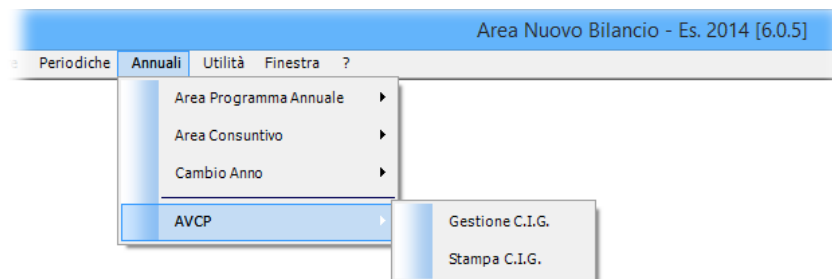 Area Nuovo Bilancio - Es. 2014 [6.0.5]
Periodiche Annuali Utilità Finestra ?
Area Programma Annuale
Area Consuntivo
Cambio Anno
AVCP
Gestione C.I.G.
Stampa C.I.G.